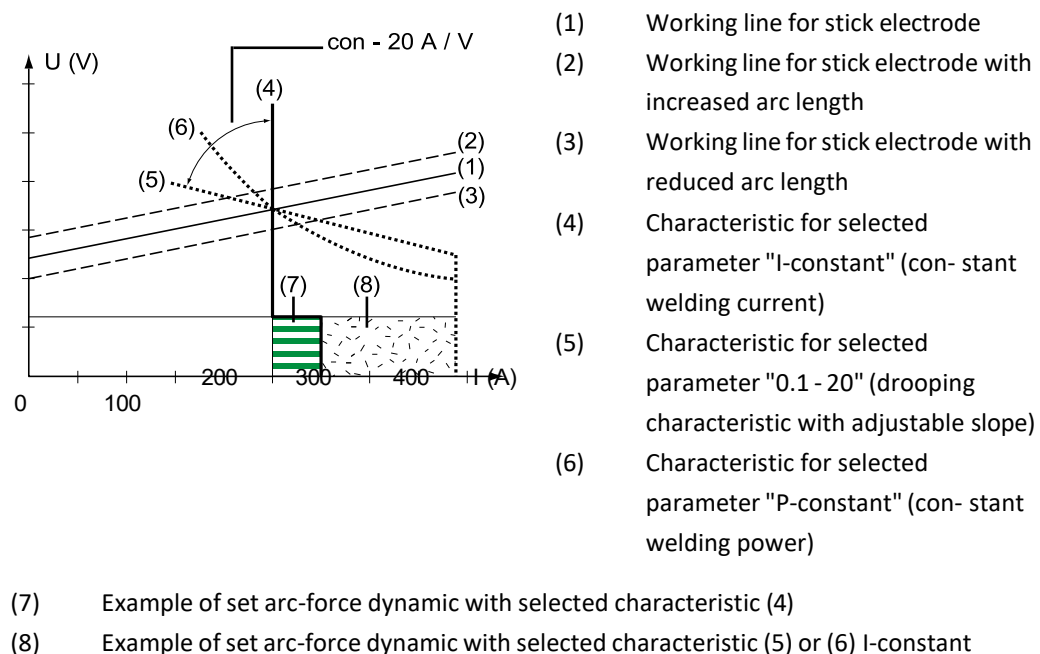 con - 20 A / V
U (V)
(4)
(6)
(5)
(2)
(1)
(3)
(7)
(8)
200
300
400
I (A)
0
100
(1) Working line for stick electrode
(2) Working line for stick electrode with
increased arc length
(3) Working line for stick electrode with
reduced arc length
(4) Characteristic for selected
parameter "I-constant" (con- stant
welding current)
(5) Characteristic for selected
parameter "0.1 - 20" (drooping
characteristic with adjustable slope)
(6) Characteristic for selected
parameter "P-constant" (con- stant
welding power)
(7) Example of set arc-force dynamic with selected characteristic (4)
(8) Example of set arc-force dynamic with selected characteristic (5) or (6) I-constant